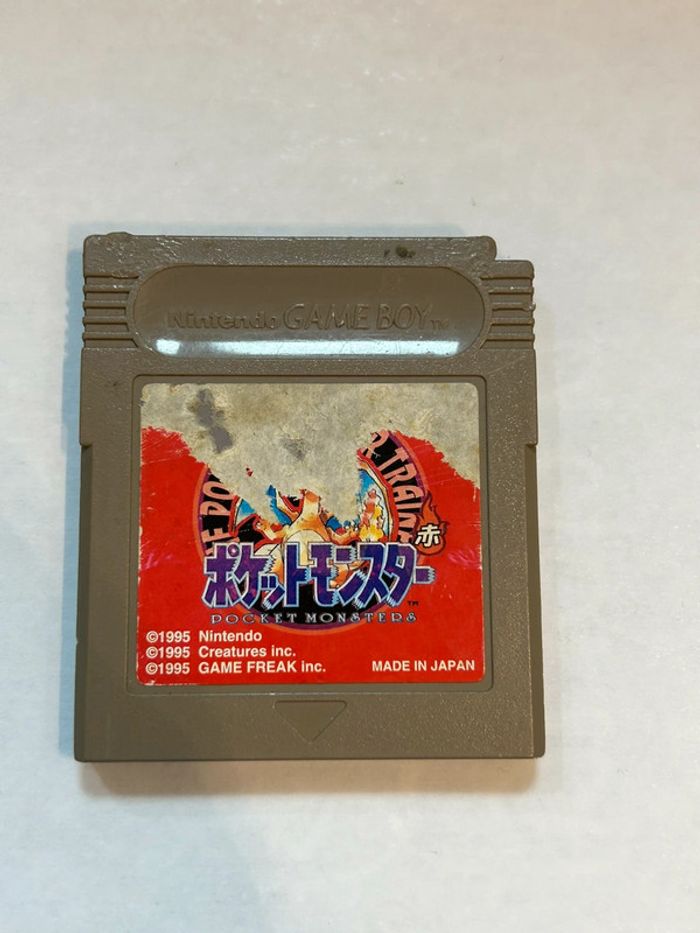 Nintendo GAME BOY TM
赤
ポケットモンスター TM
POCKET MONSTERS
©1995 Nintendo
©1995 Creatures inc.
©1995 GAME FREAK inc.
MADE IN JAPAN